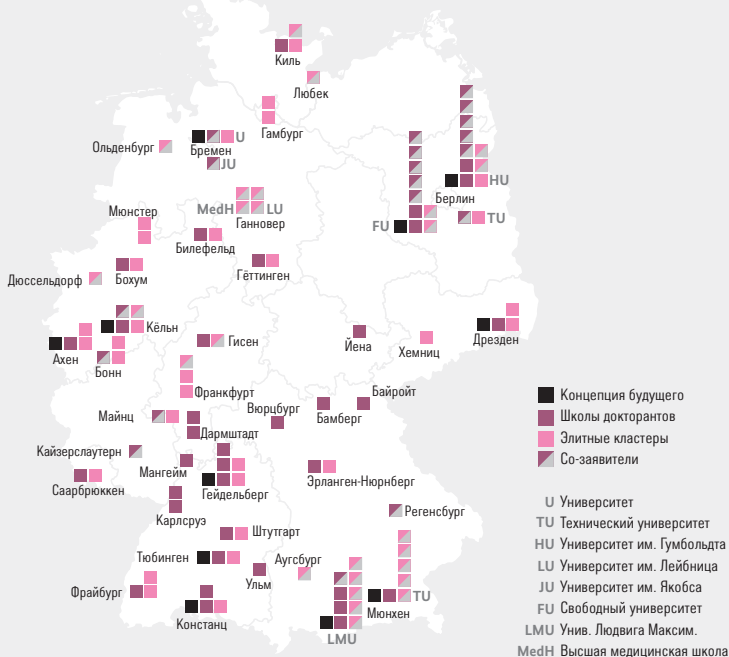 Киль
Любек
Гамбург
Ольденбург
Бремен
U
JU
HU
Берлин
TU
FU
MedH
LU
Ганновер
Мюнстер
Билефельд
Гёттинген
Дюссельдорф
Бохум
Кёльн
Ахен
Бонн
Гисен
Йена
Хемниц
Дрезден
Франкфурт
Байройт
Вюрцбург
Бамберг
Майнц
Дармштадт
Кайзерслаутерн
Мангейм
Саарбрюккен
Гейдельберг
Эрланген-Нюрнберг
Карлсруэ
Регенсбург
Штутгарт
Тюбинген
Аугсбург
Ульм
Фрайбург
Констанц
Мюнхен
TU
LMU
Концепция будущего
Школы докторантов
Элитные кластеры
Со-заявители
U Университет
TU Технический университет
HU Университет им. Гумбольдта
LU Университет им. Лейбница
JU Университет им. Якобса
FU Свободный университет
LMU Унив. Людвига Максим.
MedH Высшая медицинская школа